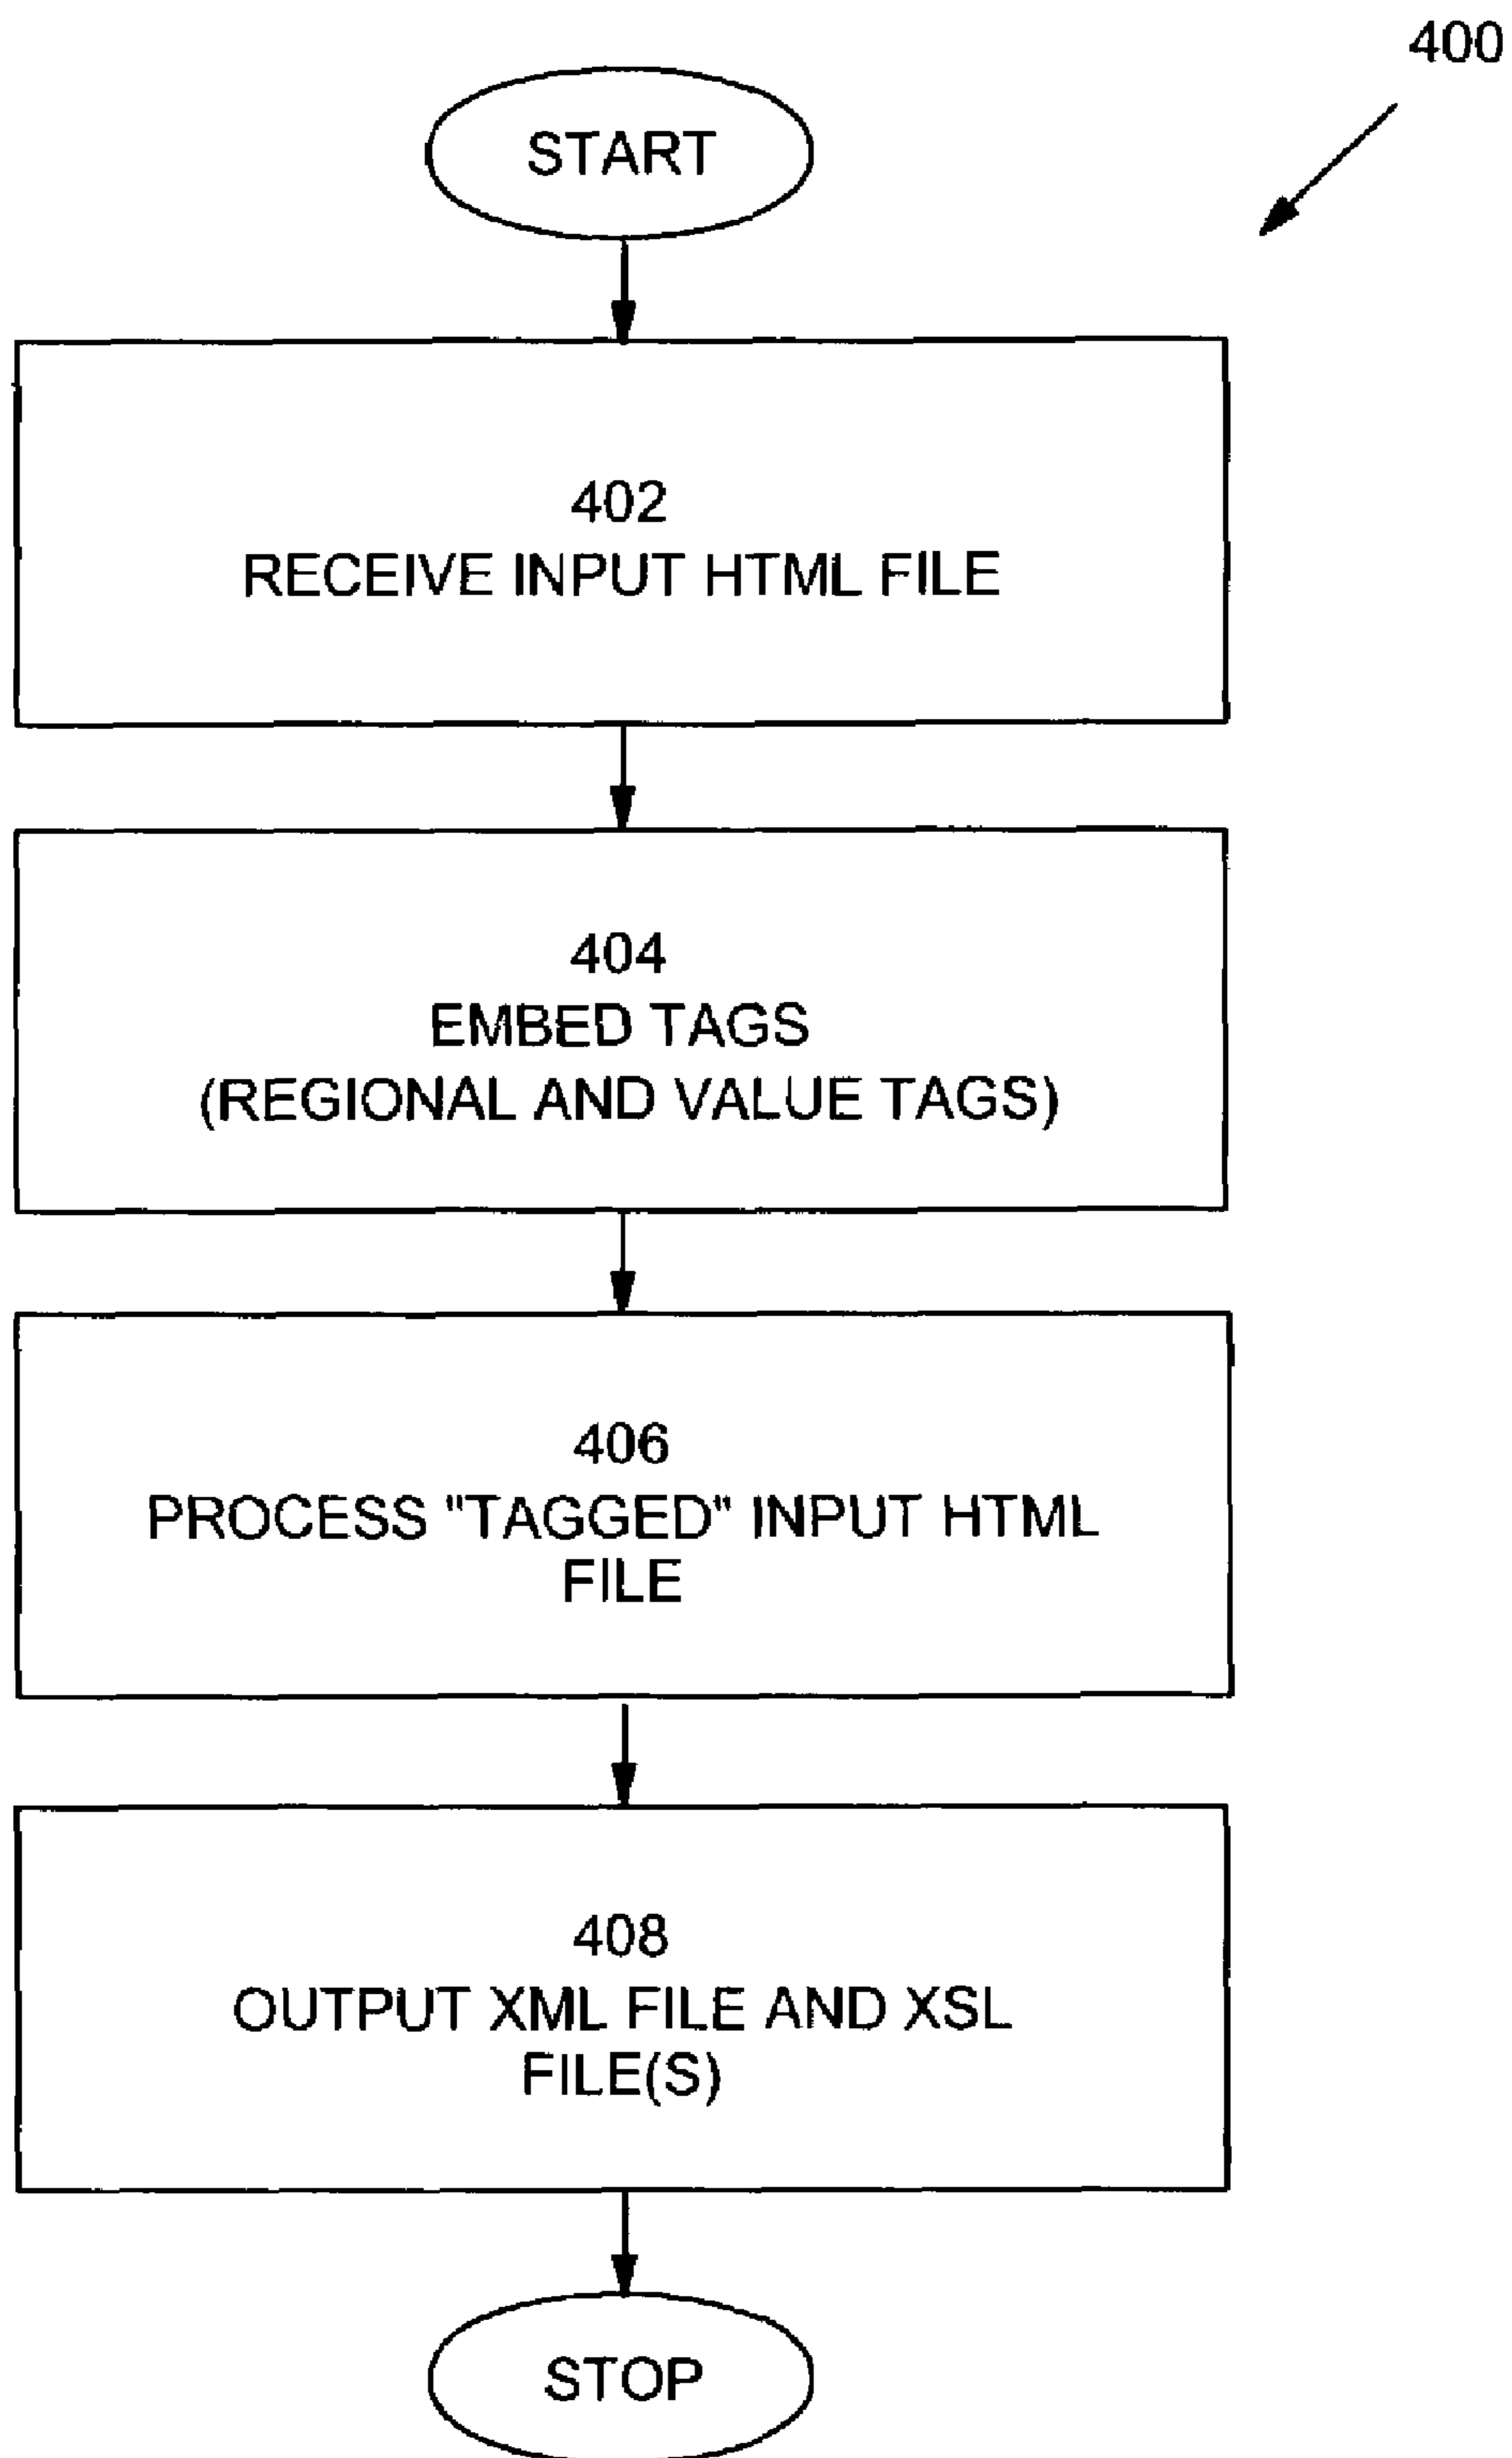 400
START
402
RECEIVE INPUT HTML FILE
404
EMBED TAGS
(REGIONAL AND VALUE TAGS)
406
PROCESS "TAGGED" INPUT HTML
FILE
408
OUTPUT XML FILE AND XSL
FILE(S)
STOP